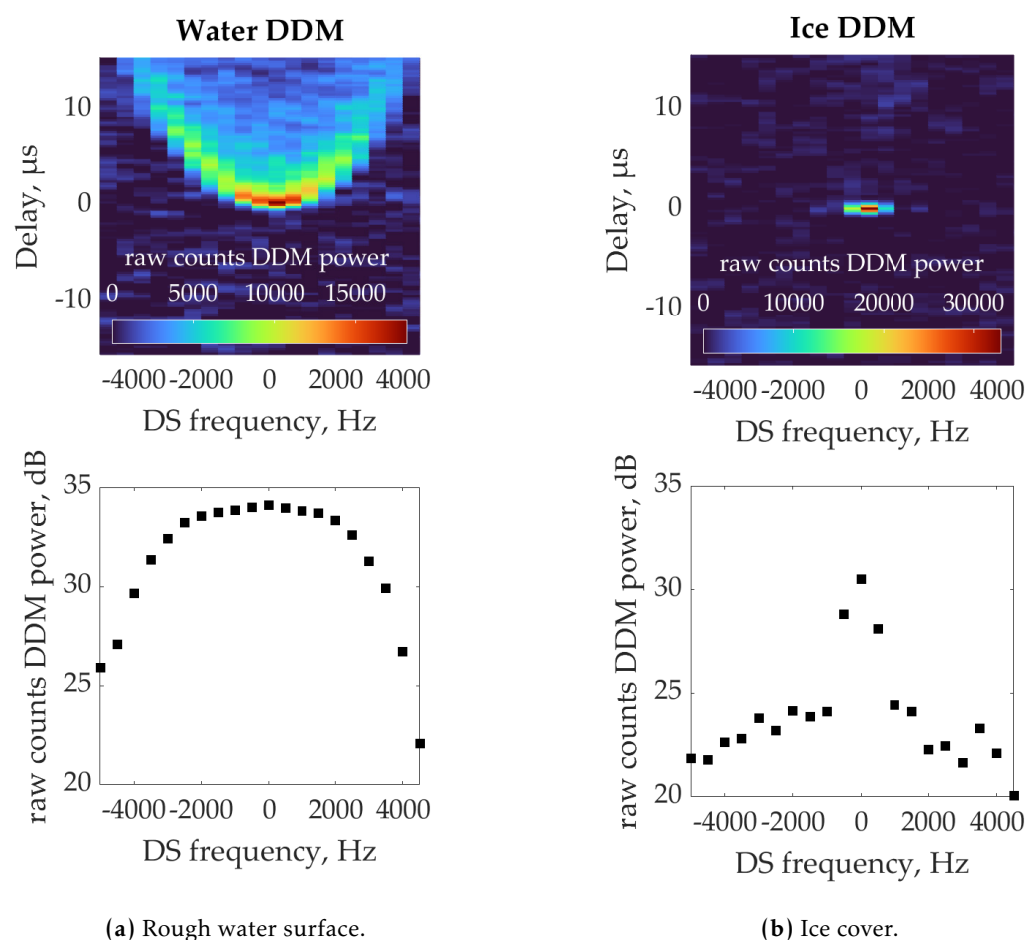 Water DDM
10
0
-10
Delay, µs
raw counts DDM power
0 5000 10000 15000
-4000 -2000 0 2000 4000
DS frequency, Hz
35
30
25
20
raw counts DDM power, dB
-4000 -2000 0 2000 4000
DS frequency, Hz
(a) Rough water surface.
Ice DDM
10
0
-10
Delay, µs
raw counts DDM power
0 10000 20000 30000
-4000 -2000 0 2000 4000
DS frequency, Hz
35
30
25
20
raw counts DDM power, dB
-4000 -2000 0 2000 4000
DS frequency, Hz
(b) Ice cover.